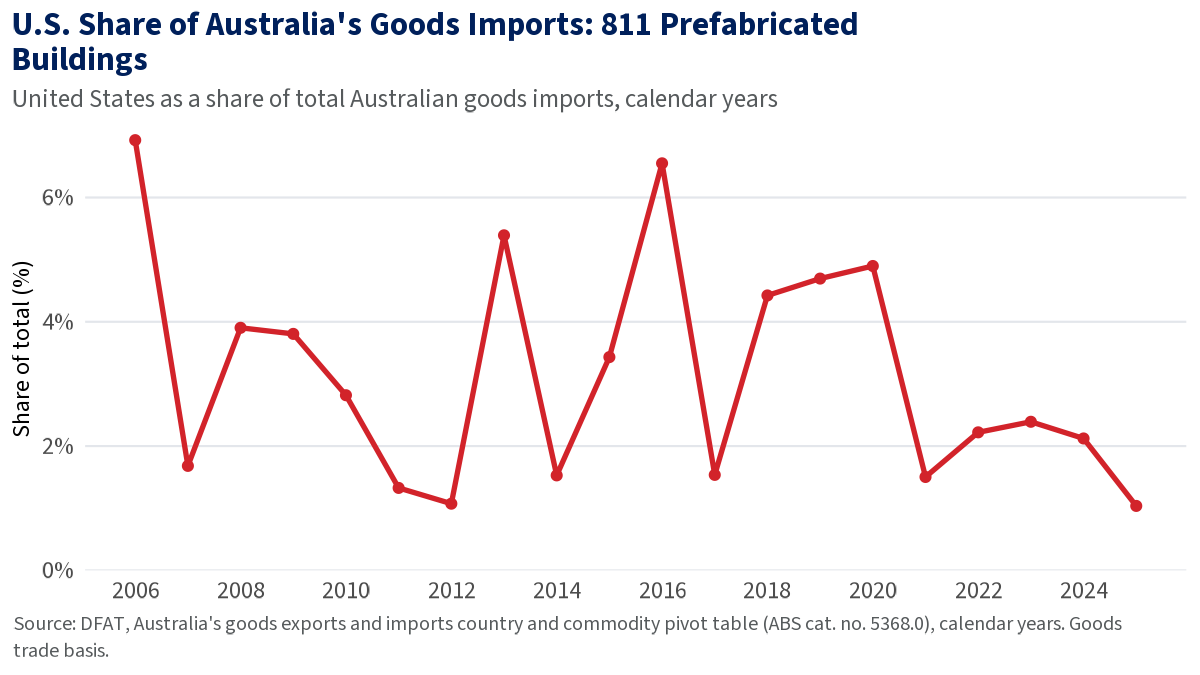 U.S. Share of Australia's Goods Imports: 811 Prefabricated
Buildings
United States as a share of total Australian goods imports, calendar years
Share of total (%)
6%
4%
2%
0%
2006 2008 2010 2012 2014 2016 2018 2020 2022 2024
Source: DFAT, Australia's goods exports and imports country and commodity pivot table (ABS cat. no. 5368.0), calendar years. Goods
trade basis.